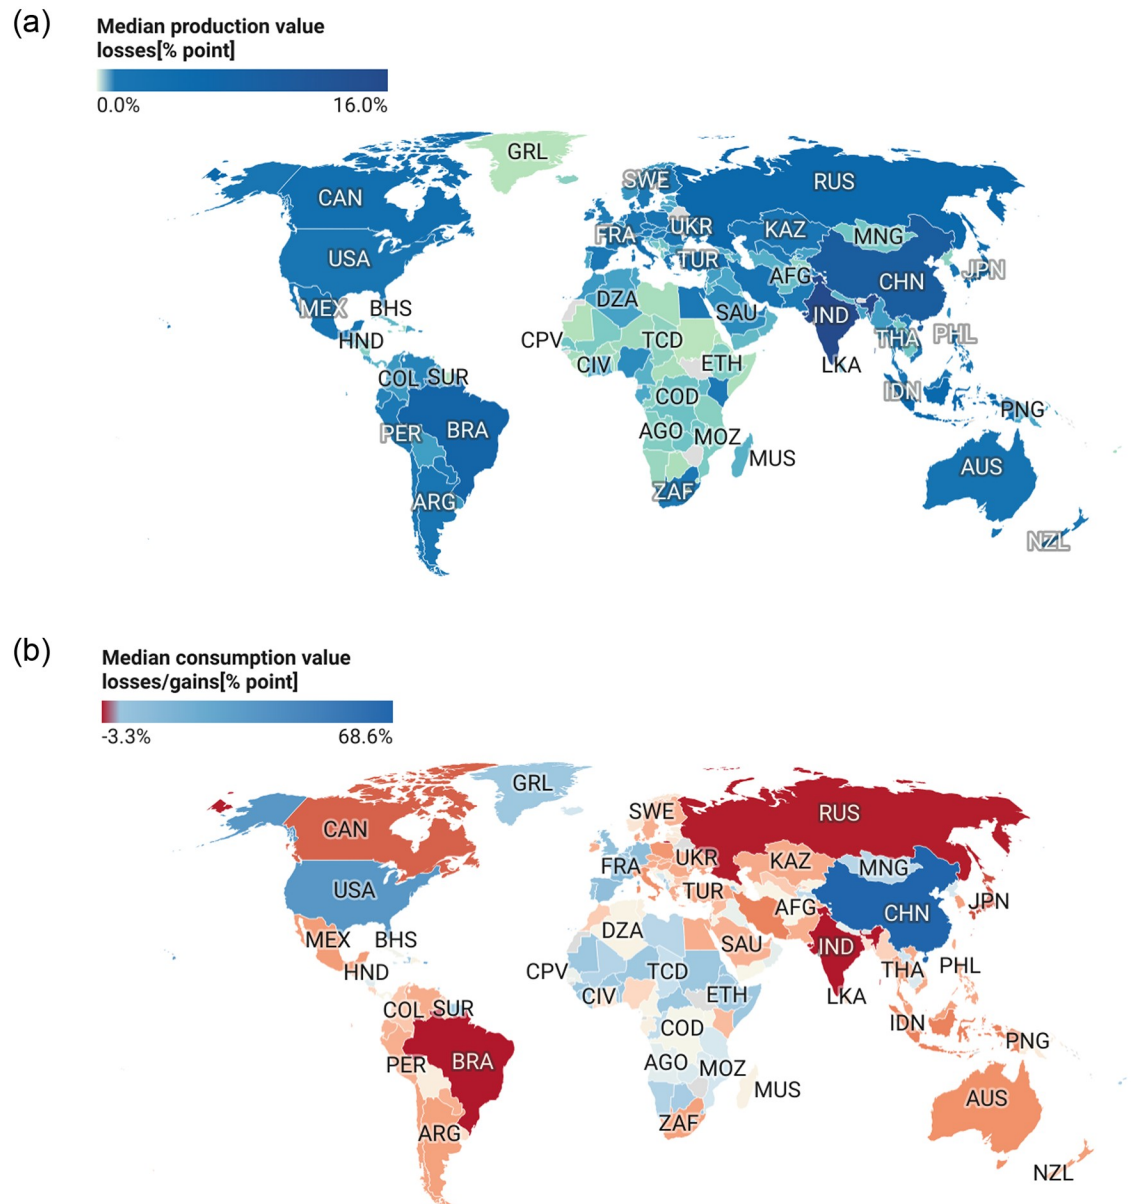 (a)
Median production value
losses[% point]
0.0% 16.0%
GRL
SWE RUS
CAN
FRA UKR KAZ MNG
USA TUR AFG CHN JPN
MEX BHS DZA SAU IND
HND CPV TCD THA PHL
CIV ETH LKA
COL SUR COD IDN
PER BRA AGO MOZ PNG
MUS
ARG ZAF AUS
NZL
(b)
Median consumption value
losses/gains[% point]
-3.3% 68.6%
GRL
SWE RUS
CAN
FRA UKR KAZ MNG
USA TUR AFG CHN JPN
MEX BHS DZA SAU IND
HND CPV TCD THA PHL
CIV ETH LKA
COL SUR COD IDN
PER BRA AGO MOZ PNG
MUS
ARG ZAF AUS
NZL